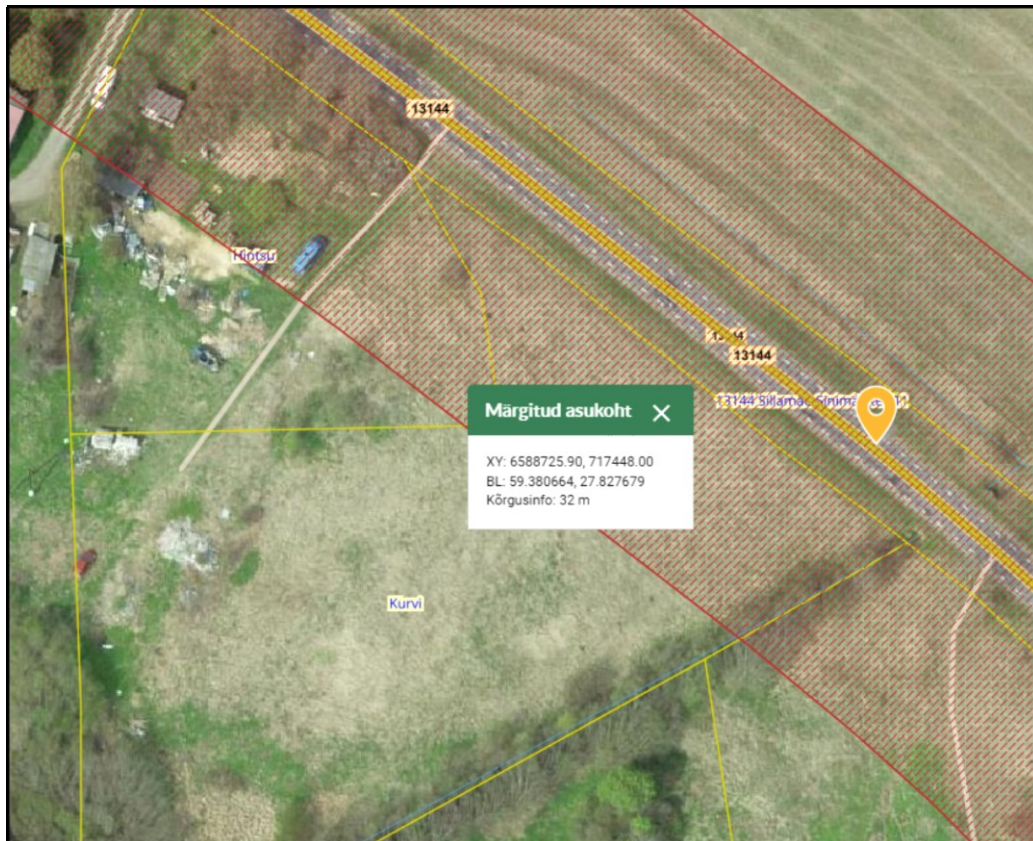 13144
Hintsu
13144
13144 Sillamäe
Märgitud asukoht
XY: 6588725.90, 717448.00
BL: 59.380664, 27.827679
Kõrgusinfo: 32 m
Kurvi